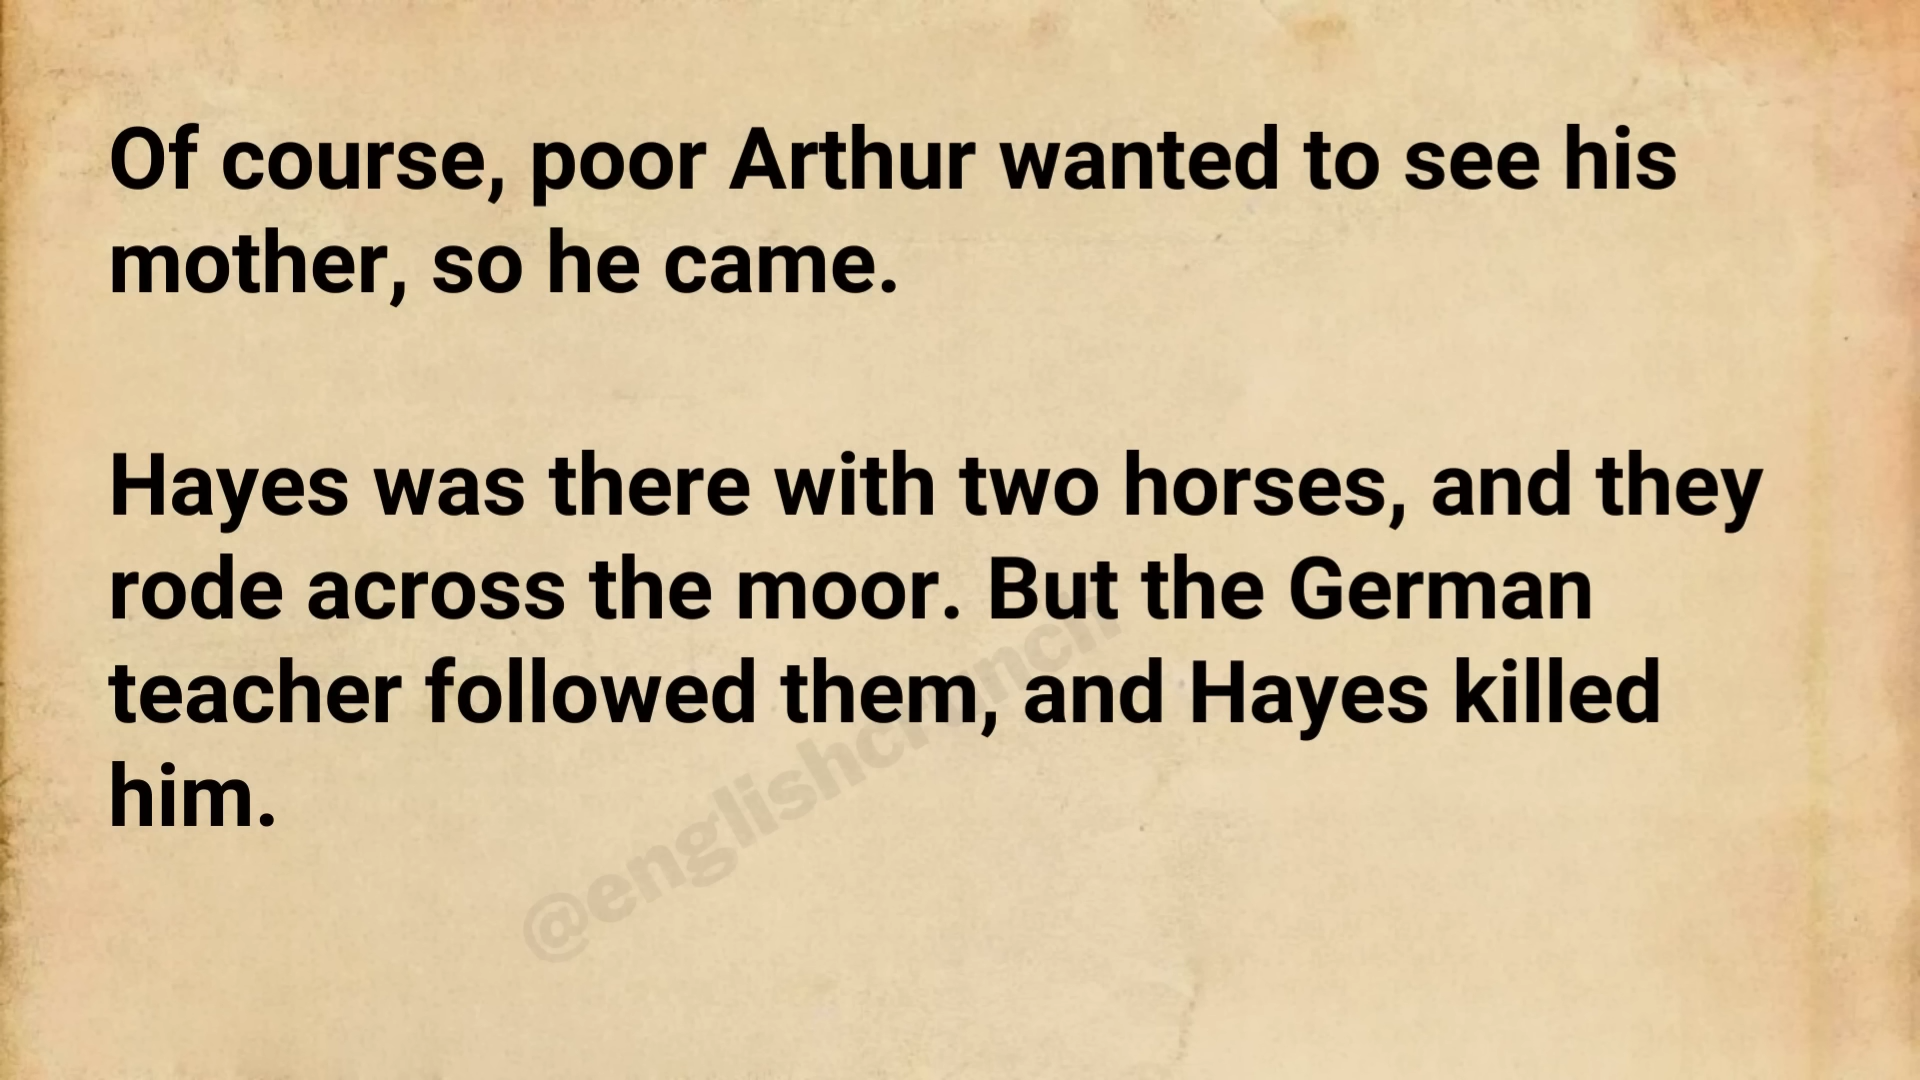 Of course, poor Arthur wanted to see his
mother, so he came.
Hayes was there with two horses, and they
rode across the moor. But the German
teacher followed them, and Hayes killed
him.
@englishcrunch